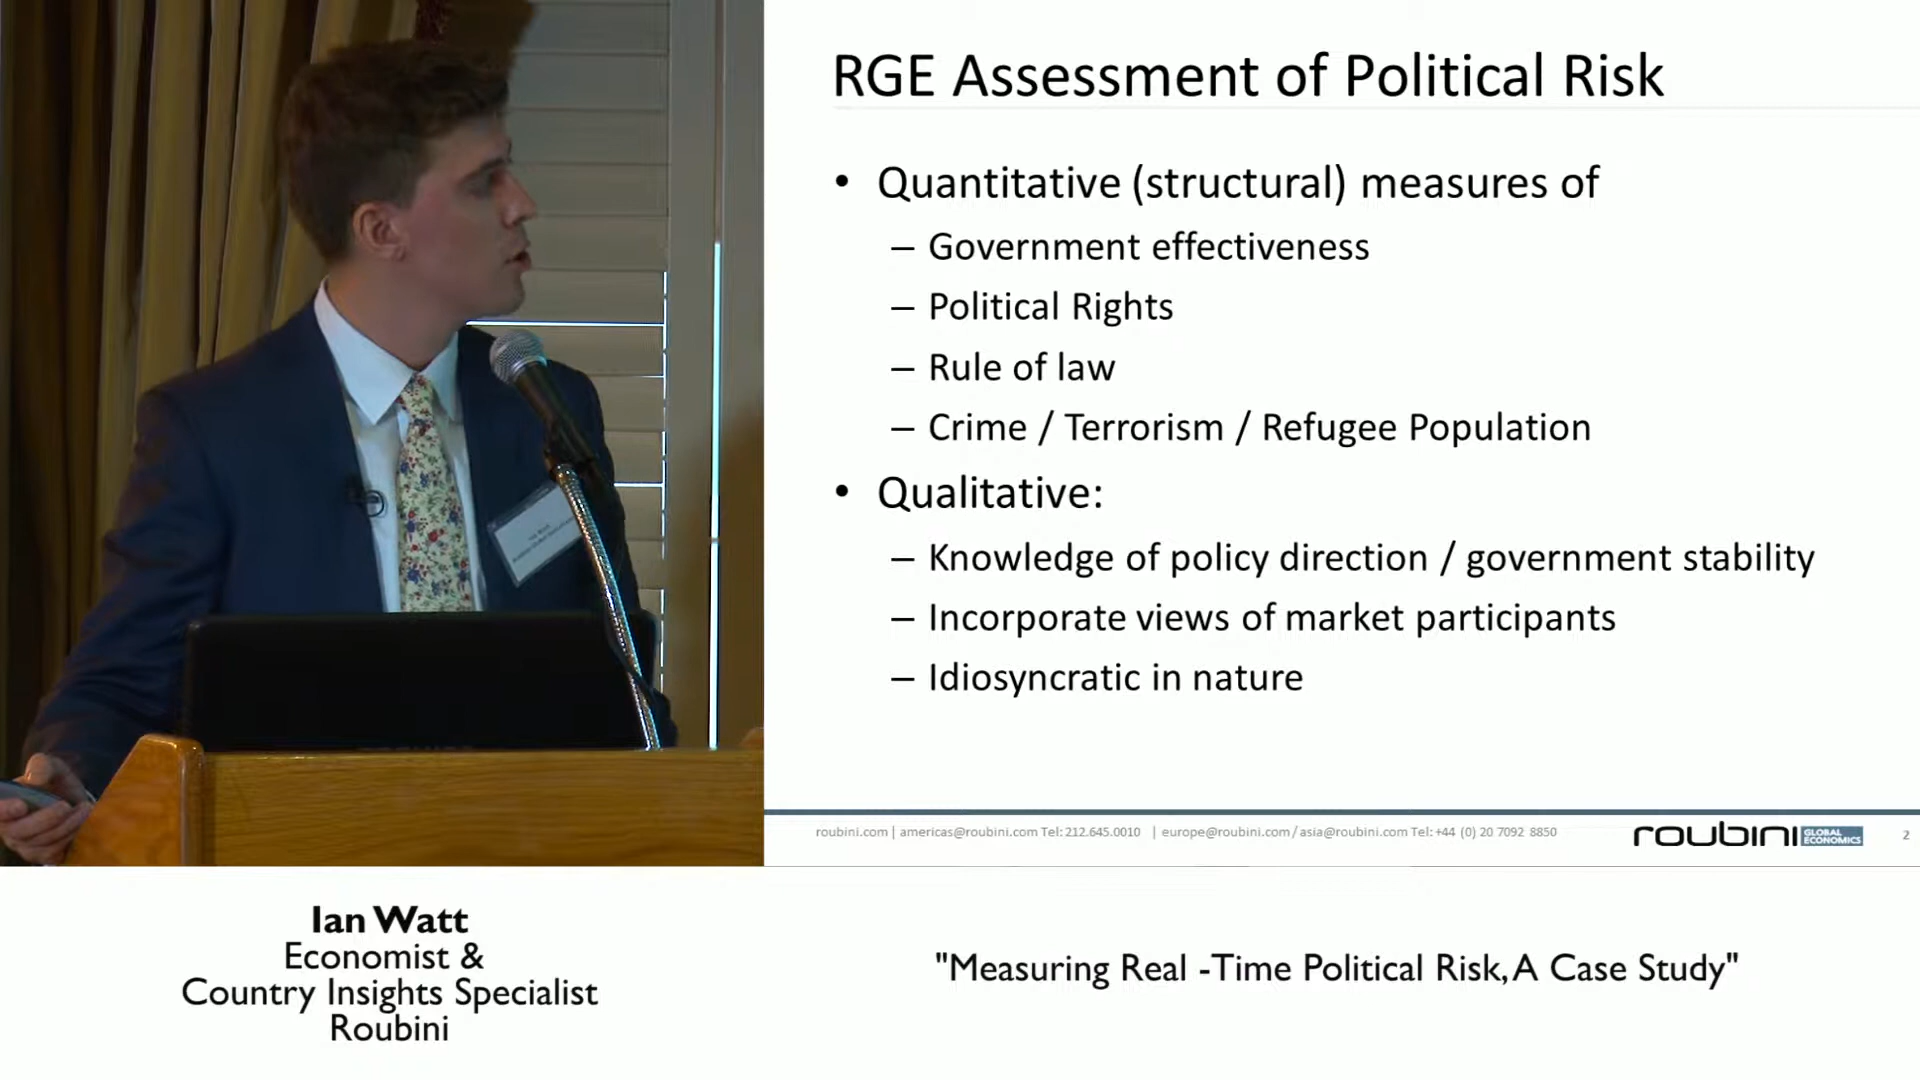 RGE Assessment of Political Risk
• Quantitative (structural) measures of
– Government effectiveness
– Political Rights
– Rule of law
– Crime / Terrorism / Refugee Population
• Qualitative:
– Knowledge of policy direction / government stability
– Incorporate views of market participants
– Idiosyncratic in nature
roubini.com | americas@roubini.com Tel: 212.645.0010 | europe@roubini.com / asia@roubini.com Tel: +44 (0) 20 7092 8850
roubini GLOBAL ECONOMICS
2
Ian Watt
Economist &
Country Insights Specialist
Roubini
"Measuring Real -Time Political Risk, A Case Study"